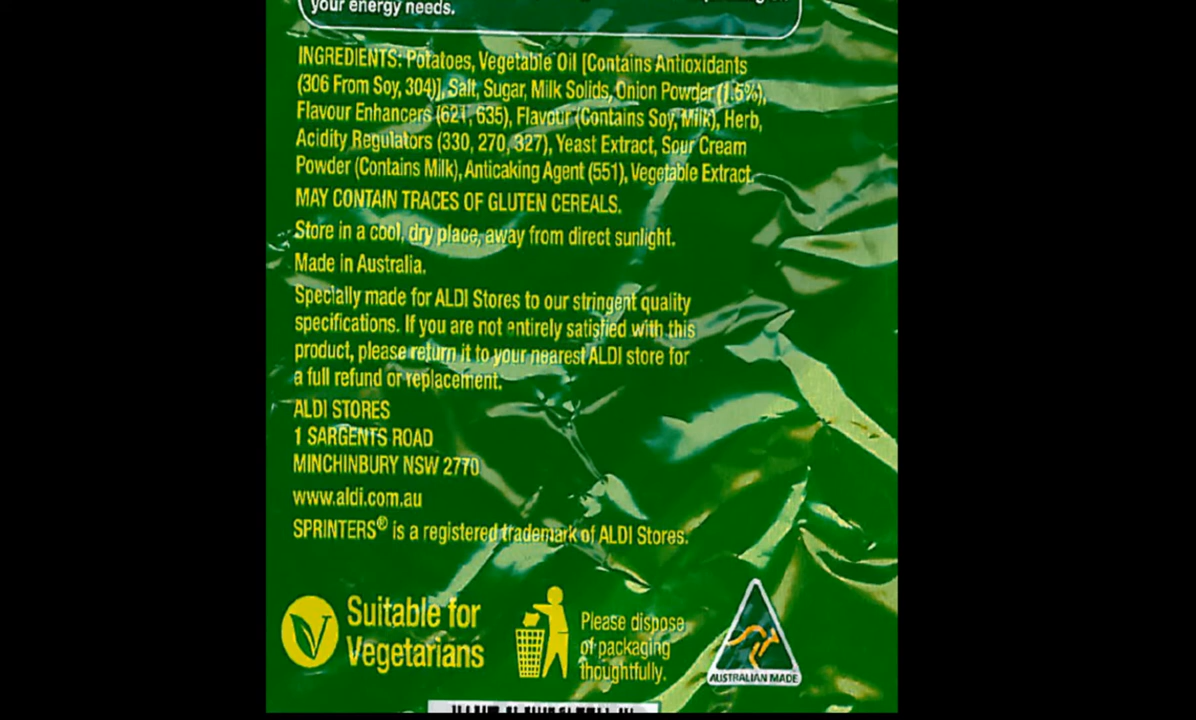 your energy needs.
INGREDIENTS: Potatoes, Vegetable Oil [Contains Antioxidants
(306 From Soy, 304)], Salt, Sugar, Milk Solids, Onion Powder (1.5%),
Flavour Enhancers (621, 635), Flavour (Contains Soy, Milk), Herb,
Acidity Regulators (330, 270, 327), Yeast Extract, Sour Cream
Powder (Contains Milk), Anticaking Agent (551), Vegetable Extract.
MAY CONTAIN TRACES OF GLUTEN CEREALS.
Store in a cool, dry place, away from direct sunlight.
Made in Australia.
Specially made for ALDI Stores to our stringent quality
specifications. If you are not entirely satisfied with this
product, please return it to your nearest ALDI store for
a full refund or replacement.
ALDI STORES
1 SARGENTS ROAD
MINCHINBURY NSW 2770
www.aldi.com.au
SPRINTERS® is a registered trademark of ALDI Stores.
Suitable for
Vegetarians
Please dispose
of packaging
thoughtfully.
AUSTRALIAN MADE